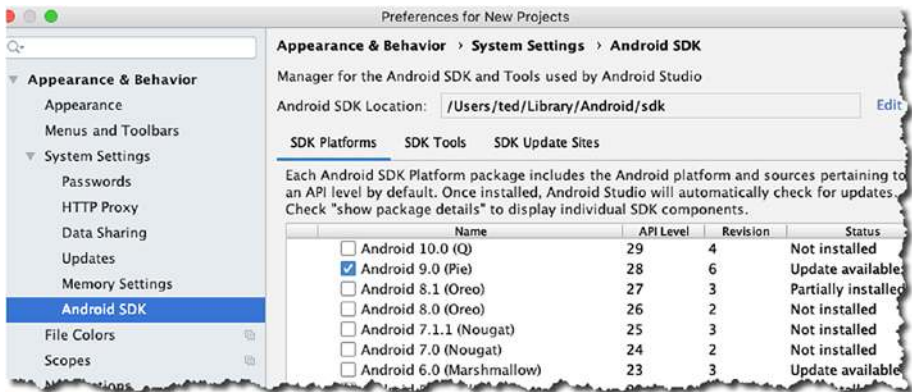 Preferences for New Projects
Appearance & Behavior
Appearance
Menus and Toolbars
System Settings
Passwords
HTTP Proxy
Data Sharing
Updates
Memory Settings
Android SDK
File Colors
Scopes
Appearance & Behavior › System Settings › Android SDK
Manager for the Android SDK and Tools used by Android Studio
Android SDK Location: /Users/ted/Library/Android/sdk Edit
SDK Platforms SDK Tools SDK Update Sites
Each Android SDK Platform package includes the Android platform and sources pertaining to
an API level by default. Once installed, Android Studio will automatically check for updates.
Check "show package details" to display individual SDK components.
Name API Level Revision Status
Android 10.0 (Q) 29 4 Not installed
Android 9.0 (Pie) 28 6 Update available:
Android 8.1 (Oreo) 27 3 Partially installed
Android 8.0 (Oreo) 26 2 Not installed
Android 7.1.1 (Nougat) 25 3 Not installed
Android 7.0 (Nougat) 24 2 Not installed
Android 6.0 (Marshmallow) 23 3 Update available